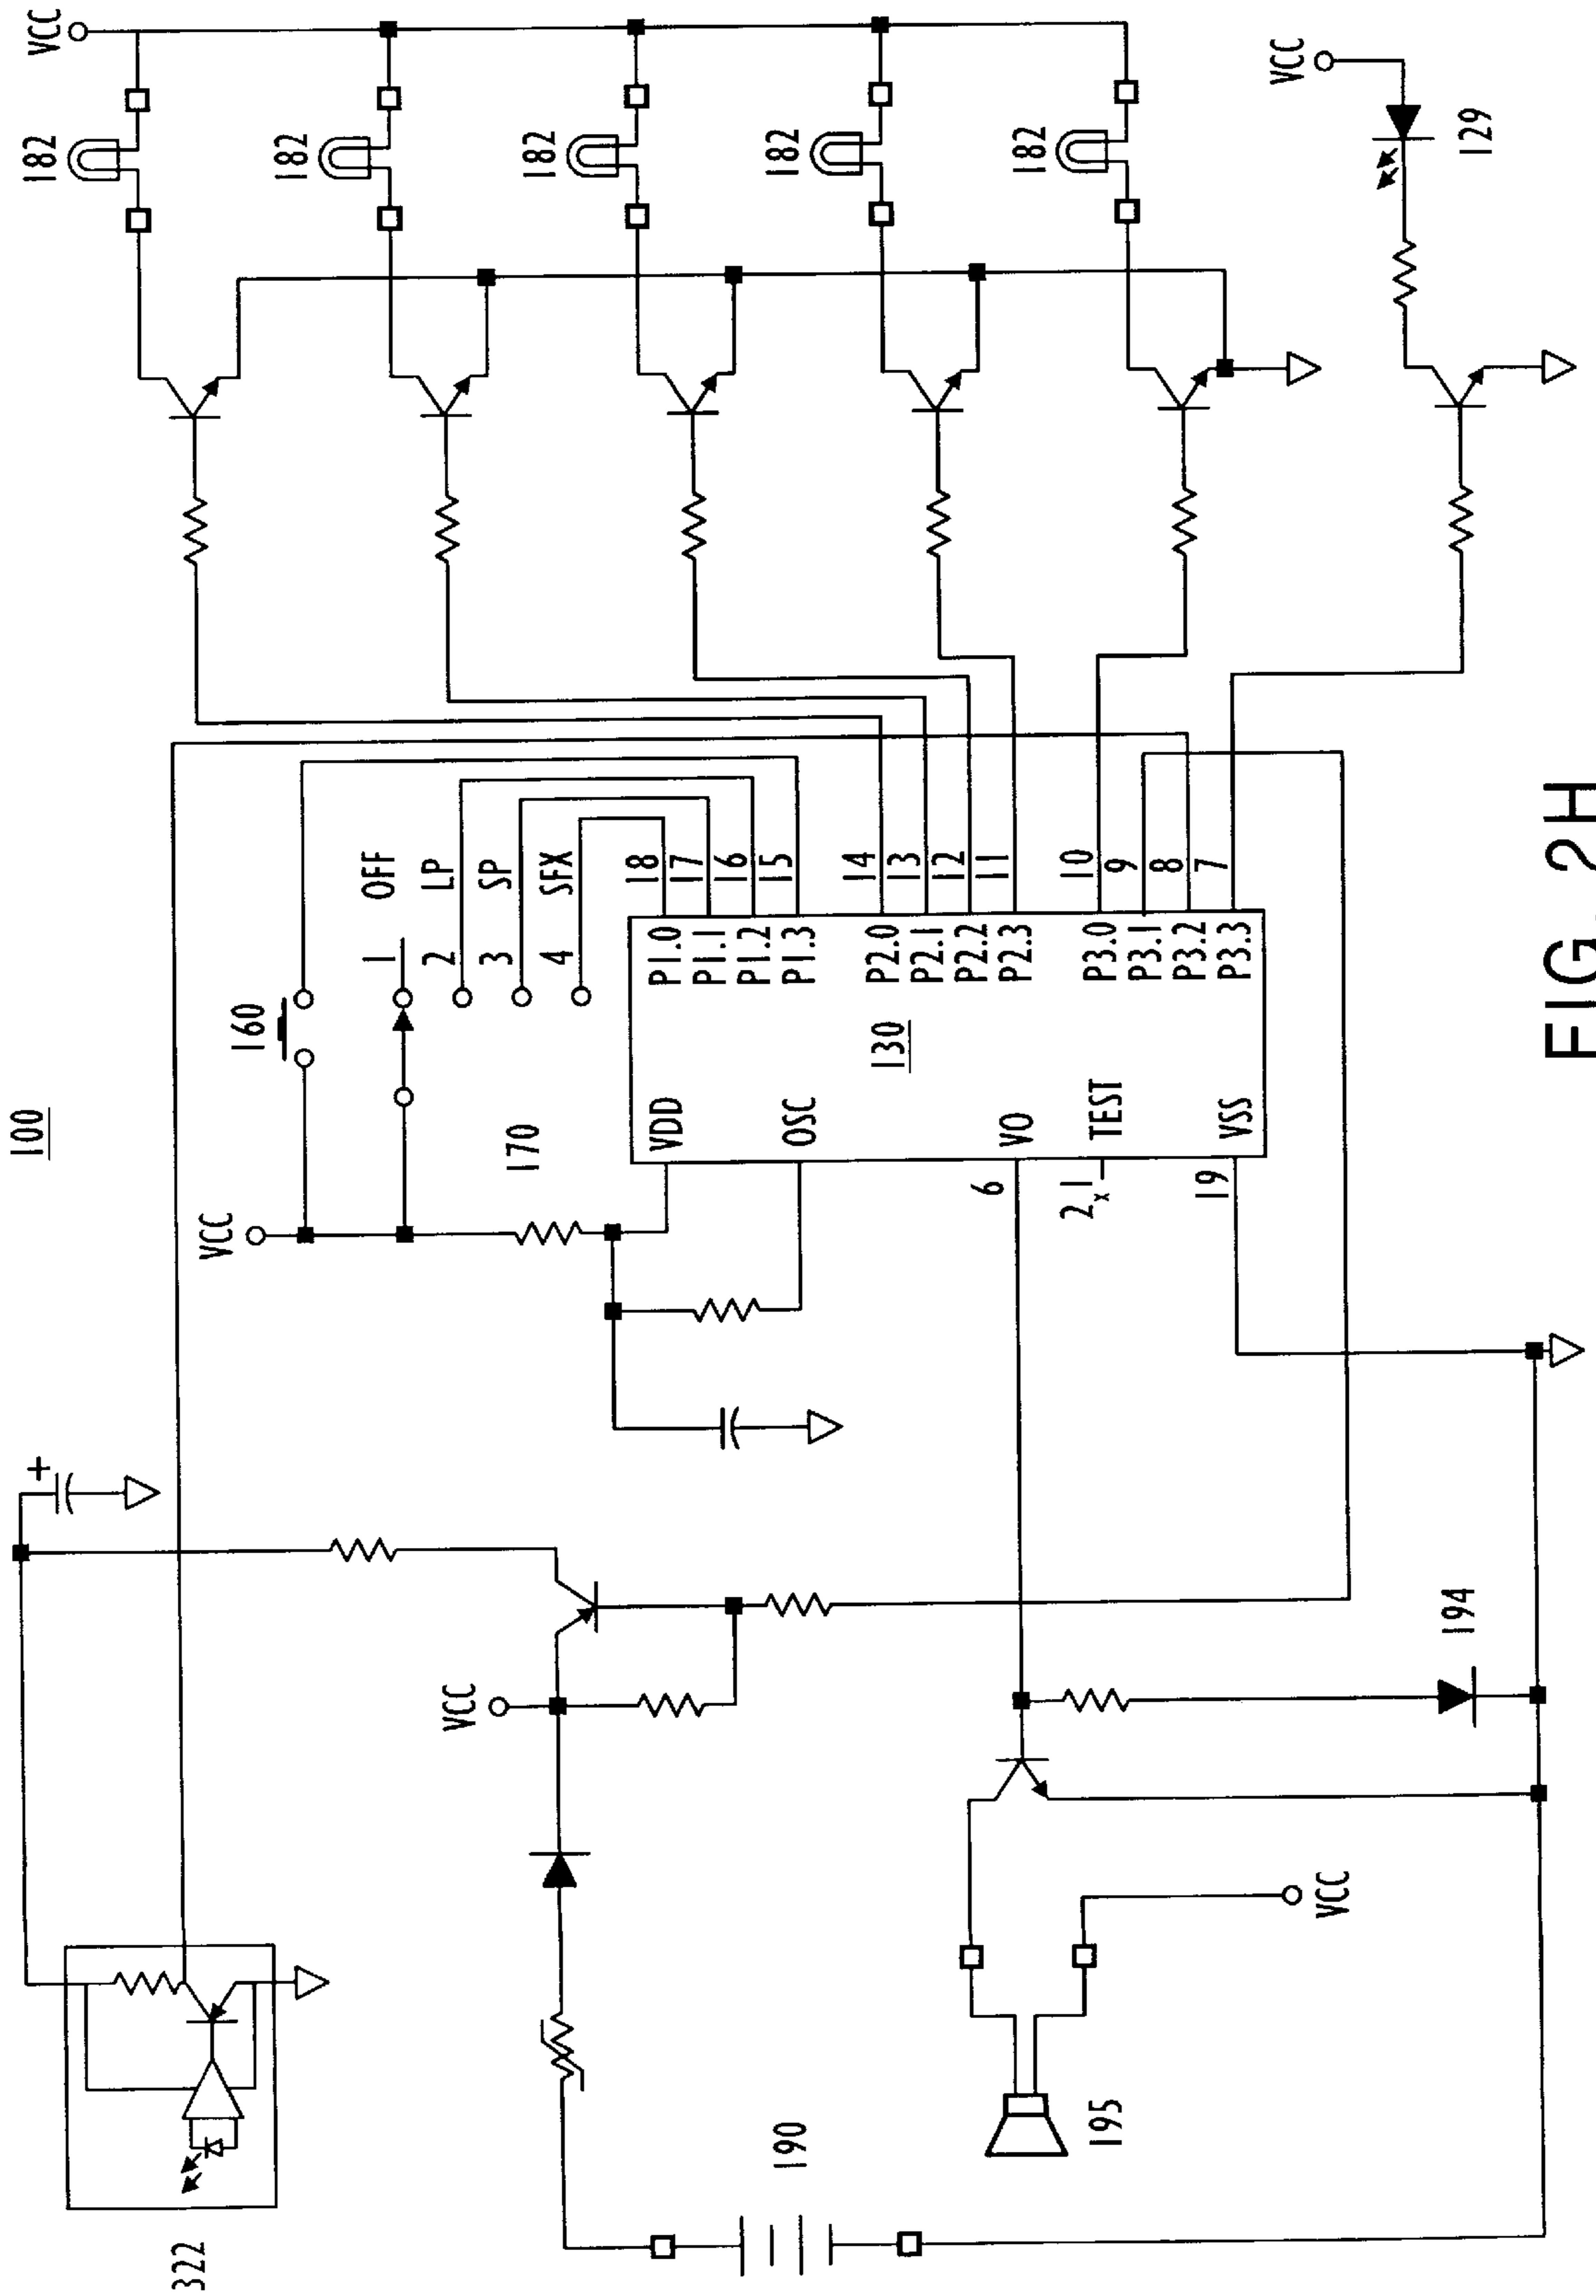 100
322
+
VCC
160
1 OFF
2 LP
3 SP
4 SFX
170
VCC
VCC
182
182
182
182
182
VDD
OSC
VO
TEST
VSS
130
P1.0 18
P1.1 17
P1.2 16
P1.3 15
P2.0 14
P2.1 13
P2.2 12
P2.3 11
P3.0 10
P3.1 9
P3.2 8
P3.3 7
6
2x1
19
190
195
VCC
194
VCC
129
FIG. 2H